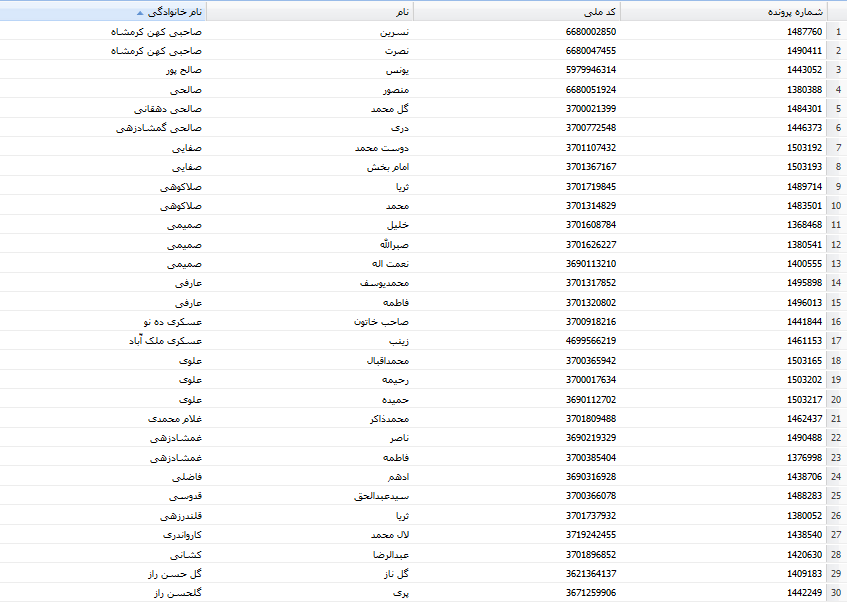 شماره پرونده کد ملی نام نام خانوادگی
1 1487760 6680002850 نسرین صاحبی کهن کرمشاه
2 1490411 6680047455 نصرت صاحبی کهن کرمشاه
3 1443052 5979946314 یونس صالح پور
4 1380388 6680051924 منصور صالحی
5 1484301 3700021399 گل محمد صالحی دهقانی
6 1446373 3700772548 دری صالحی گمشادزهی
7 1503192 3701107432 دوست محمد صفایی
8 1503193 3701367167 امام بخش صفایی
9 1489714 3701719845 ثریا صلاکوهی
10 1483501 3701314829 محمد صلاکوهی
11 1368468 3701608784 خلیل صمیمی
12 1380541 3701626227 صبرالله صمیمی
13 1400555 3690113210 نعمت اله صمیمی
14 1495898 3701317852 محمدیوسف عارفی
15 1496013 3701320802 فاطمه عارفی
16 1441844 3700918216 صاحب خاتون عسکری ده نو
17 1461153 4699566219 زینب عسکری ملک آباد
18 1503165 3700365942 محمداقبال علوی
19 1503202 3700017634 رحیمه علوی
20 1503217 3690112702 حمیده علوی
21 1462437 3701809488 محمدذاکر غلام محمدی
22 1490488 3690219329 ناصر غمشادزهی
23 1376998 3700385404 فاطمه غمشادزهی
24 1438706 3690316928 ادهم فاضلی
25 1488283 3700366078 سیدعبدالحق قدوسی
26 1380052 3701737932 ثریا قلندرزهی
27 1438540 3719242455 لال محمد کارواندری
28 1420630 3701896852 عبدالرضا کشانی
29 1409183 3621364137 گل ناز گل حسن راز
30 1442249 3671259906 پری گلحسن راز